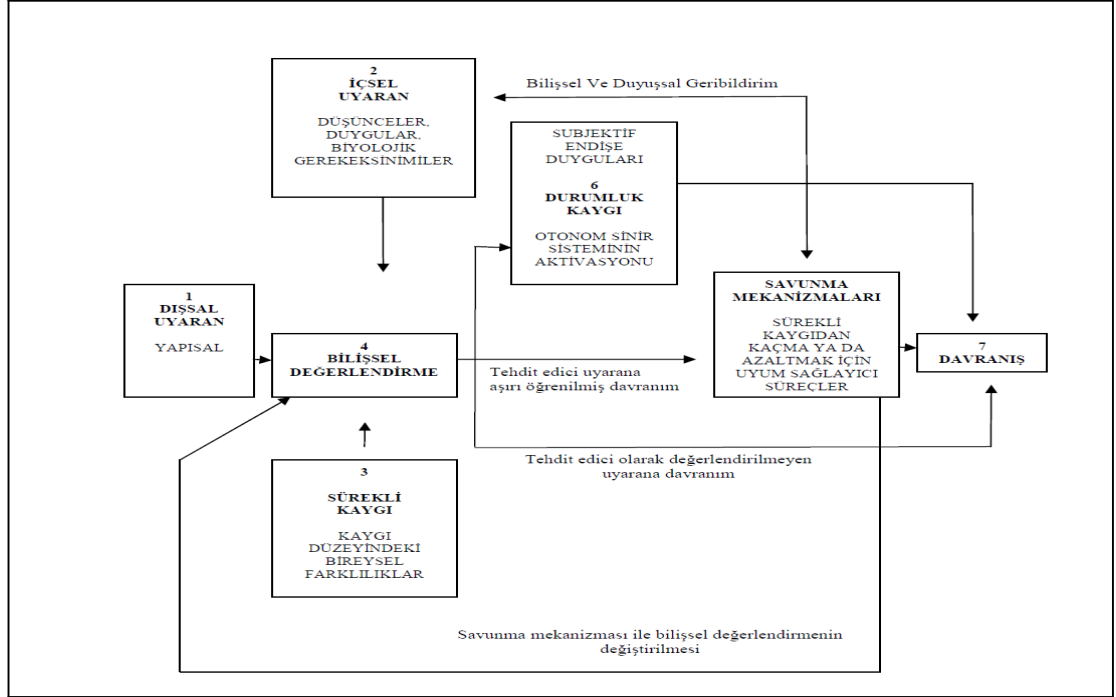 2
İÇSEL
UYARAN
DÜŞÜNCELER,
DUYGULAR,
BİYOLOJİK
GEREKEKSİNİMİLER
Bilişsel Ve Duyuşsal Geribildirim
SUBJEKTİF
ENDİŞE
DUYGULARI
6
DURUMLUK
KAYGI
OTONOM SİNİR
SİSTEMİNİN
AKTİVASYONU
1
DIŞSAL
UYARAN
YAPISAL
4
BİLİŞSEL
DEĞERLENDİRME
Tehdit edici uyarana
aşırı öğrenilmiş davranım
SAVUNMA
MEKANİZMALARI
SÜREKLİ
KAYGIDAN
KAÇMA YA DA
AZALTMAK İÇİN
UYUM SAĞLAYICI
SÜREÇLER
7
DAVRANIŞ
Tehdit edici olarak değerlendirilmeyen
uyarana davranım
3
SÜREKLİ
KAYGI
KAYGI
DÜZEYİNDEKİ
BİREYSEL
FARKLILIKLAR
Savunma mekanizması ile bilişsel değerlendirmenin
değiştirilmesi